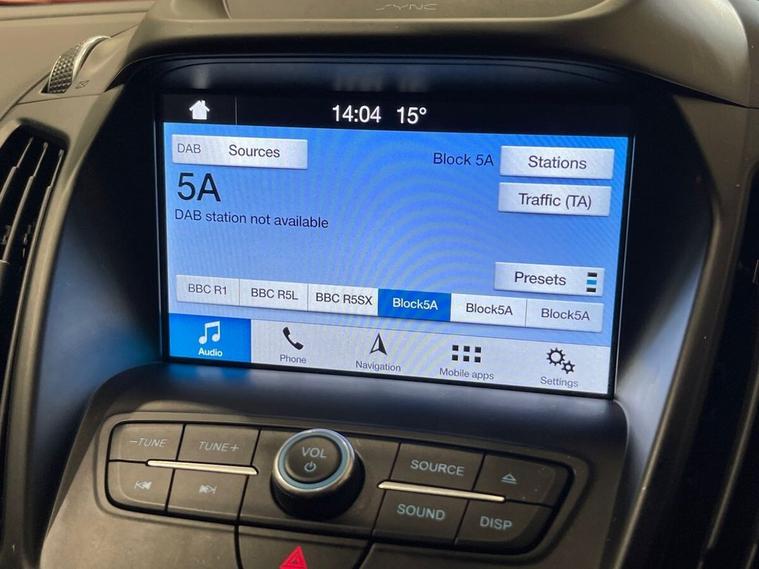 SYNC
14:04 15°
DAB Sources
Block 5A
Stations
5A
Traffic (TA)
DAB station not available
Presets
BBC R1
BBC R5L
BBC R5SX
Block5A
Block5A
Block5A
Audio
Phone
Navigation
Mobile apps
Settings
–TUNE
TUNE+
VOL
SOURCE
SOUND
DISP